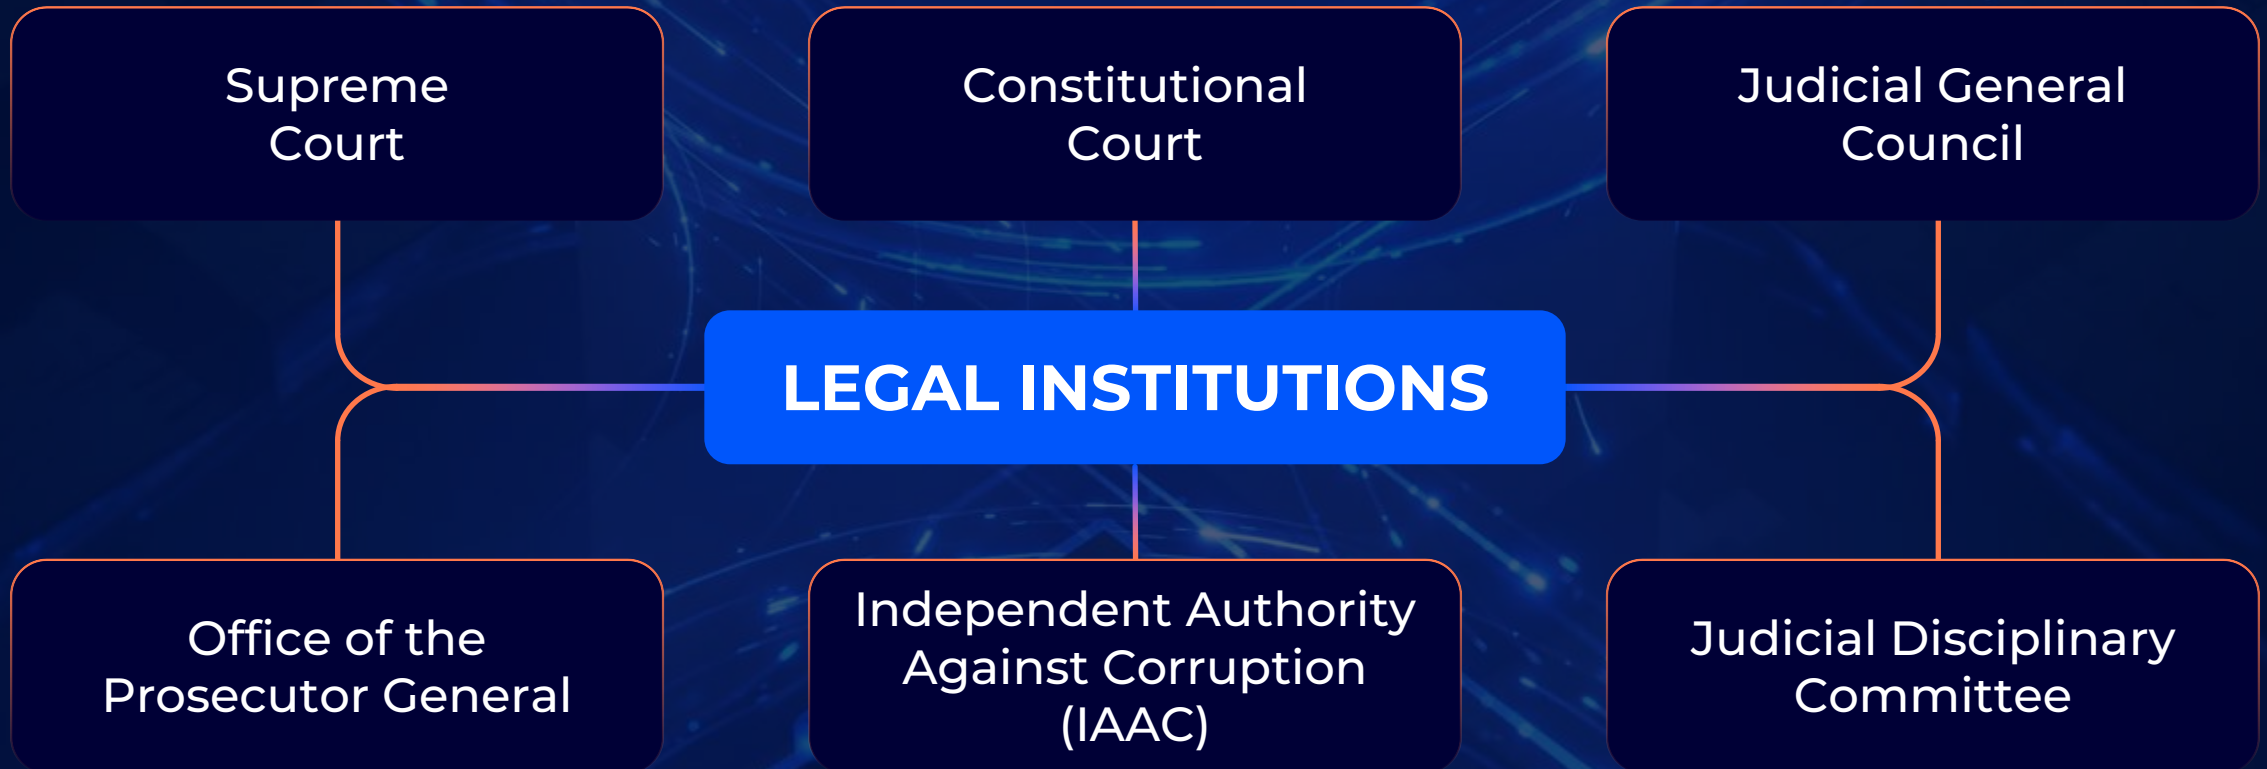 Supreme
Court
Constitutional
Court
Judicial General
Council
LEGAL INSTITUTIONS
Office of the
Prosecutor General
Independent Authority
Against Corruption
(IAAC)
Judicial Disciplinary
Committee